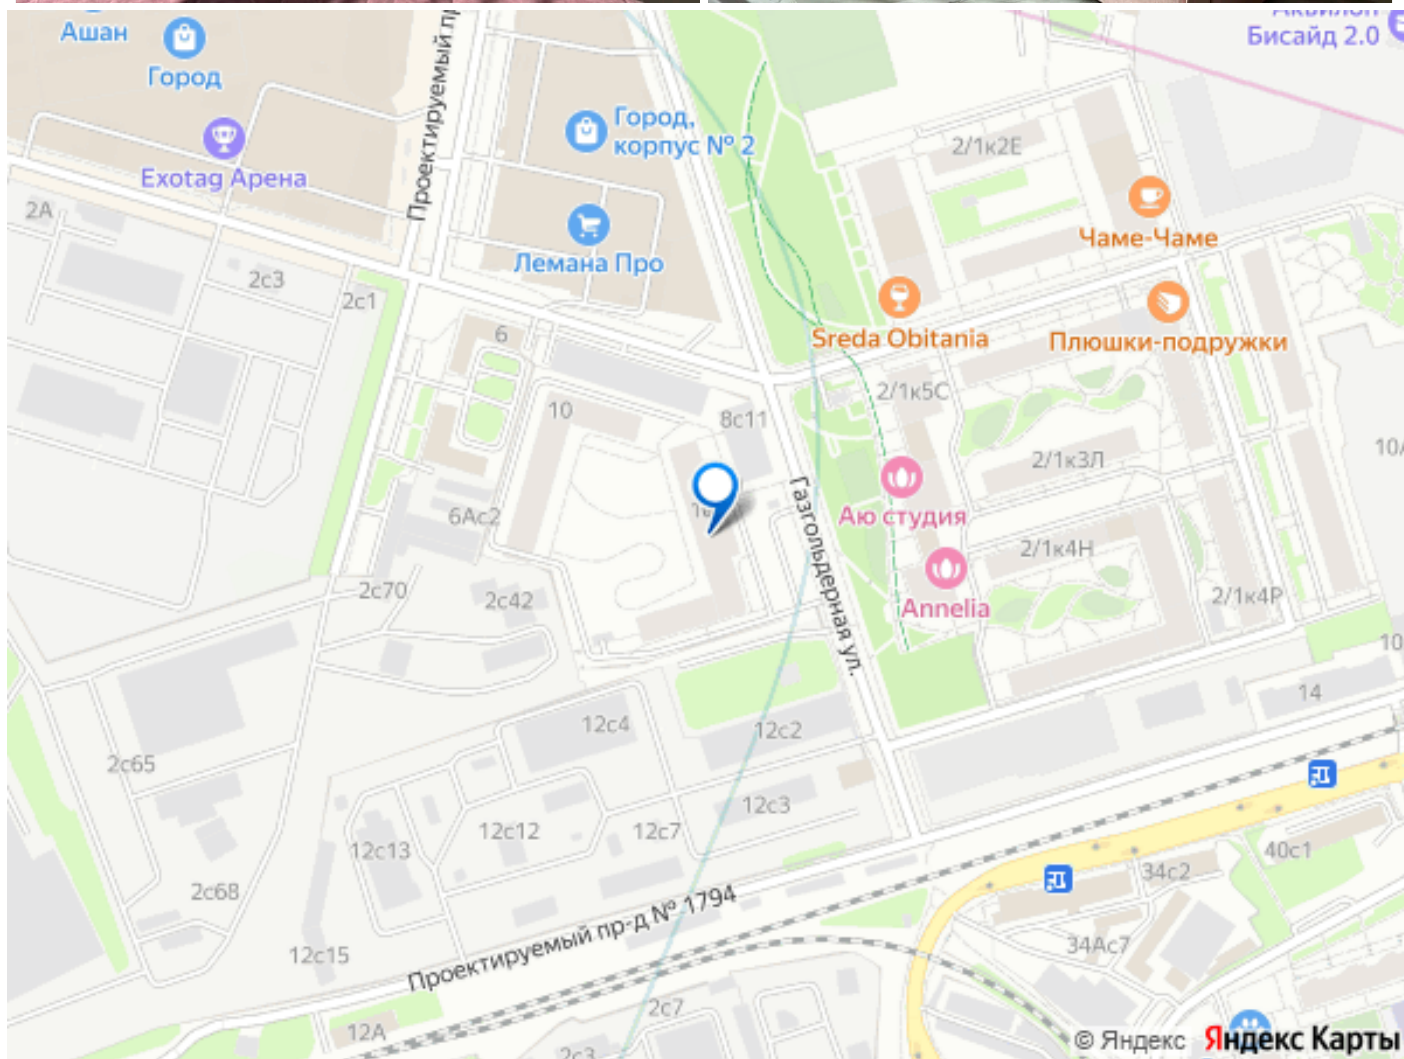 Ашан
Город
Бисайд 2.0
Проектируемый
Город,
корпус № 2
Exotag Арена
2/1к2Е
Чаме-Чаме
2А
Лемана Про
2с3
2с1
6
Sreda Obitania
Плюшки-подружки
2/1к5С
10
8с11
2/1к3Л
Газгольдерная ул.
Аю студия
6Ас2
2/1к4Н
2с70
2с42
Annelia
2/1к4Р
10
14
12с4
12с2
2с65
12с3
12с12
12с7
12с13
40с1
34с2
2с68
Проектируемый пр-д № 1794
34Ас7
12с15
2с7
12А
2с3
© Яндекс Яндекс Карты